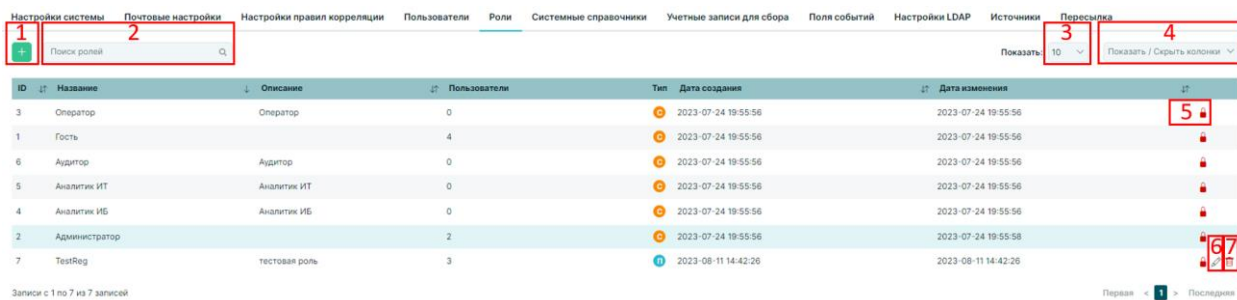 Настройки системы Почтовые настройки Настройки правил корреляции Пользователи Роли Системные справочники Учетные записи для сбора Поля событий Настройки LDAP Источники Пересылка
1 2 3 4
+ Поиск ролей Показать: 10 Показать / Скрыть колонки
ID Название Описание Пользователи Тип Дата создания Дата изменения
3 Оператор Оператор 0 С 2023-07-24 19:55:56 2023-07-24 19:55:56 5
1 Гость 4 С 2023-07-24 19:55:56 2023-07-24 19:55:56
6 Аудитор Аудитор 0 С 2023-07-24 19:55:56 2023-07-24 19:55:56
5 Аналитик ИТ Аналитик ИТ 0 С 2023-07-24 19:55:56 2023-07-24 19:55:56
4 Аналитик ИБ Аналитик ИБ 0 С 2023-07-24 19:55:56 2023-07-24 19:55:56
2 Администратор 2 С 2023-07-24 19:55:56 2023-07-24 19:55:58
6 7
7 TestReg тестовая роль 3 П 2023-08-11 14:42:26 2023-08-11 14:42:26
Записи с 1 по 7 из 7 записей Первая < 1 > Последняя